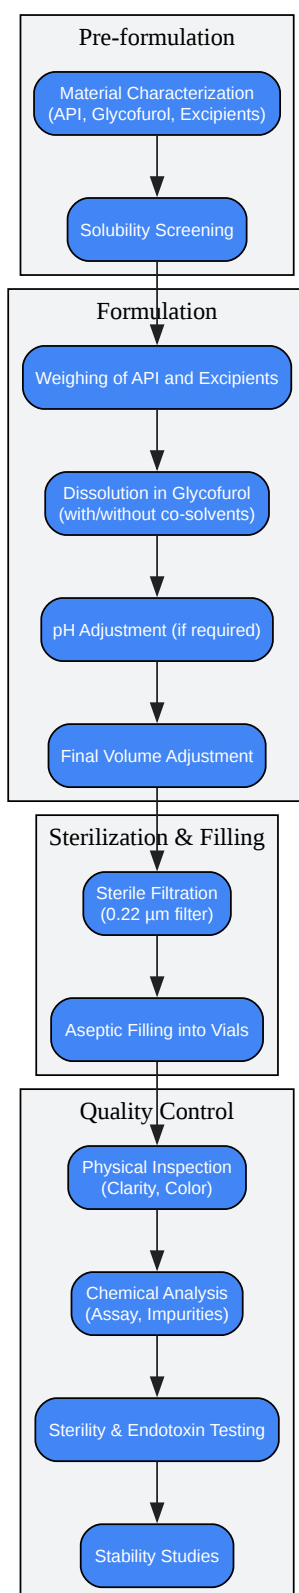 Pre-formulation
Material Characterization
(API, Glycofurol, Excipients)
Solubility Screening
Formulation
Weighing of API and Excipients
Dissolution in Glycofurol
(with/without co-solvents)
pH Adjustment (if required)
Final Volume Adjustment
Sterilization & Filling
Sterile Filtration
(0.22 µm filter)
Aseptic Filling into Vials
Quality Control
Physical Inspection
(Clarity, Color)
Chemical Analysis
(Assay, Impurities)
Sterility & Endotoxin Testing
Stability Studies